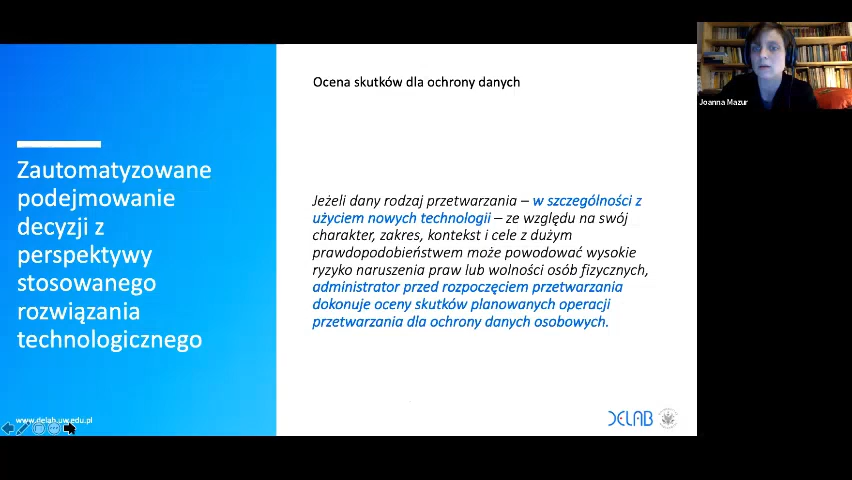 Ocena skutków dla ochrony danych
Joanna Mazur
Zautomatyzowane
podejmowanie
decyzji z
perspektywy
stosowanego
rozwiązania
technologicznego
Jeżeli dany rodzaj przetwarzania – w szczególności z
użyciem nowych technologii – ze względu na swój
charakter, zakres, kontekst i cele z dużym
prawdopodobieństwem może powodować wysokie
ryzyko naruszenia praw lub wolności osób fizycznych,
administrator przed rozpoczęciem przetwarzania
dokonuje oceny skutków planowanych operacji
przetwarzania dla ochrony danych osobowych.
www.delab.uw.edu.pl
DELAB